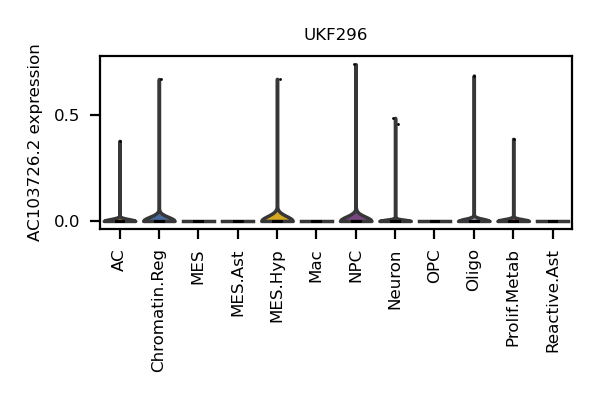 UKF296
AC103726.2 expression
0.5
0.0
AC
Chromatin.Reg
MES
MES.Ast
MES.Hyp
Mac
NPC
Neuron
OPC
Oligo
Prolif.Metab
Reactive.Ast